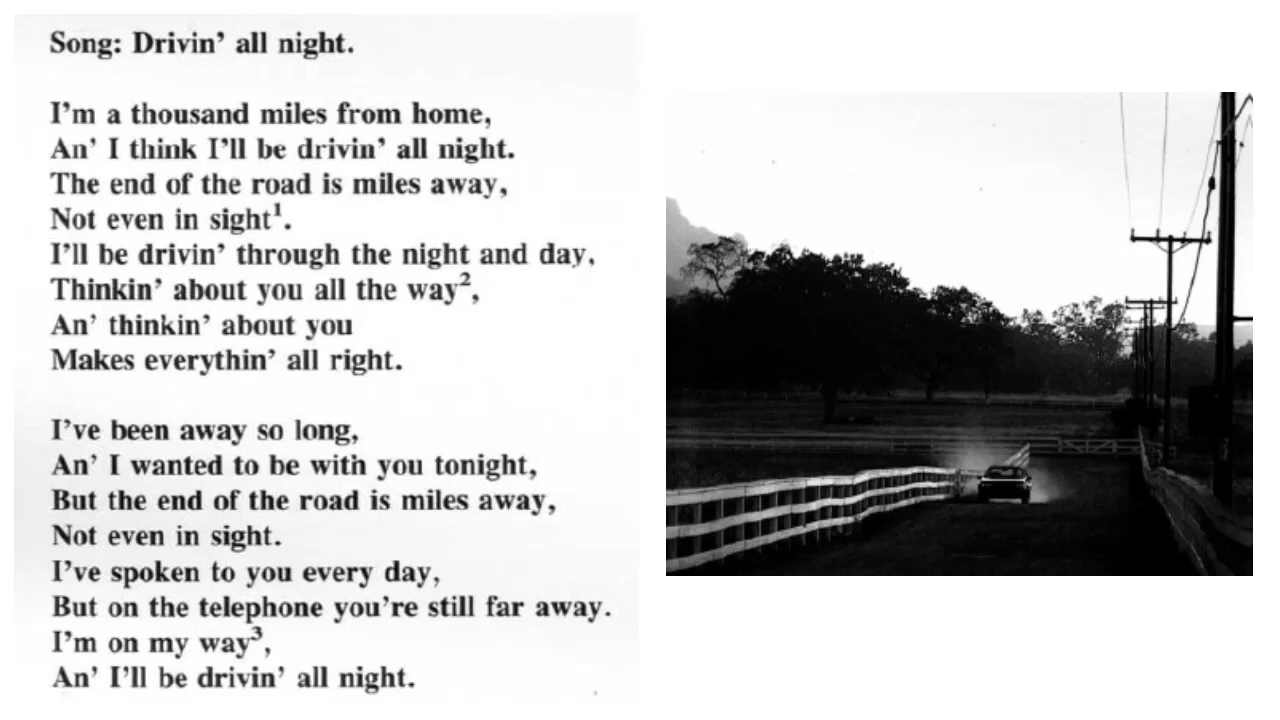 Song: Drivin’ all night.
I’m a thousand miles from home,
An’ I think I’ll be drivin’ all night.
The end of the road is miles away,
Not even in sight¹.
I’ll be drivin’ through the night and day,
Thinkin’ about you all the way²,
An’ thinkin’ about you
Makes everythin’ all right.
I’ve been away so long,
An’ I wanted to be with you tonight,
But the end of the road is miles away,
Not even in sight.
I’ve spoken to you every day,
But on the telephone you’re still far away.
I’m on my way³,
An’ I’ll be drivin’ all night.